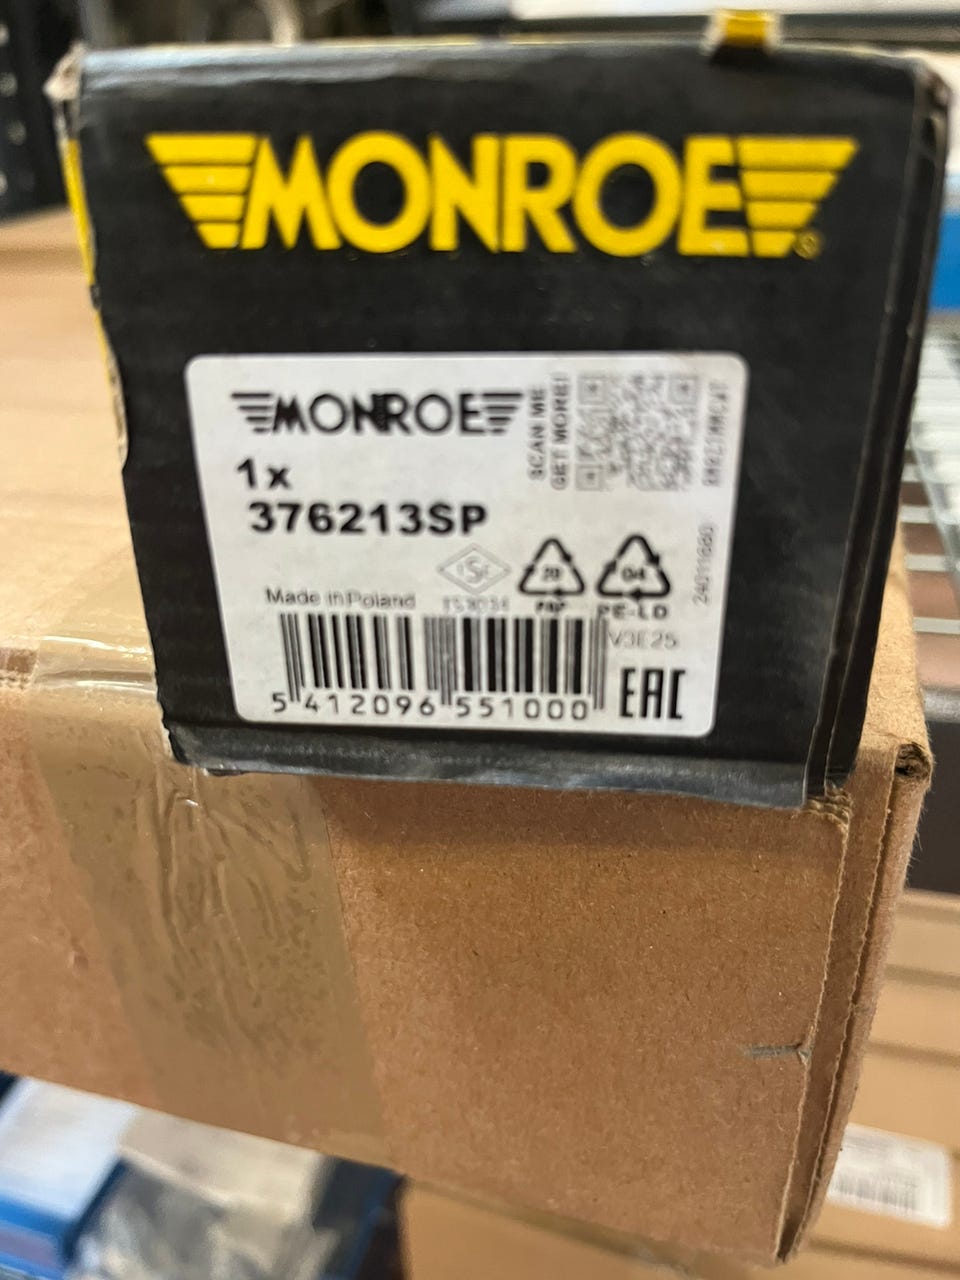 MONROE
MONROE
SCAN ME
GET MORE!
1x
376213SP
24011680
Made in Poland
PAP
04
PE-LD
V3E25
5 412096 551000
EAC